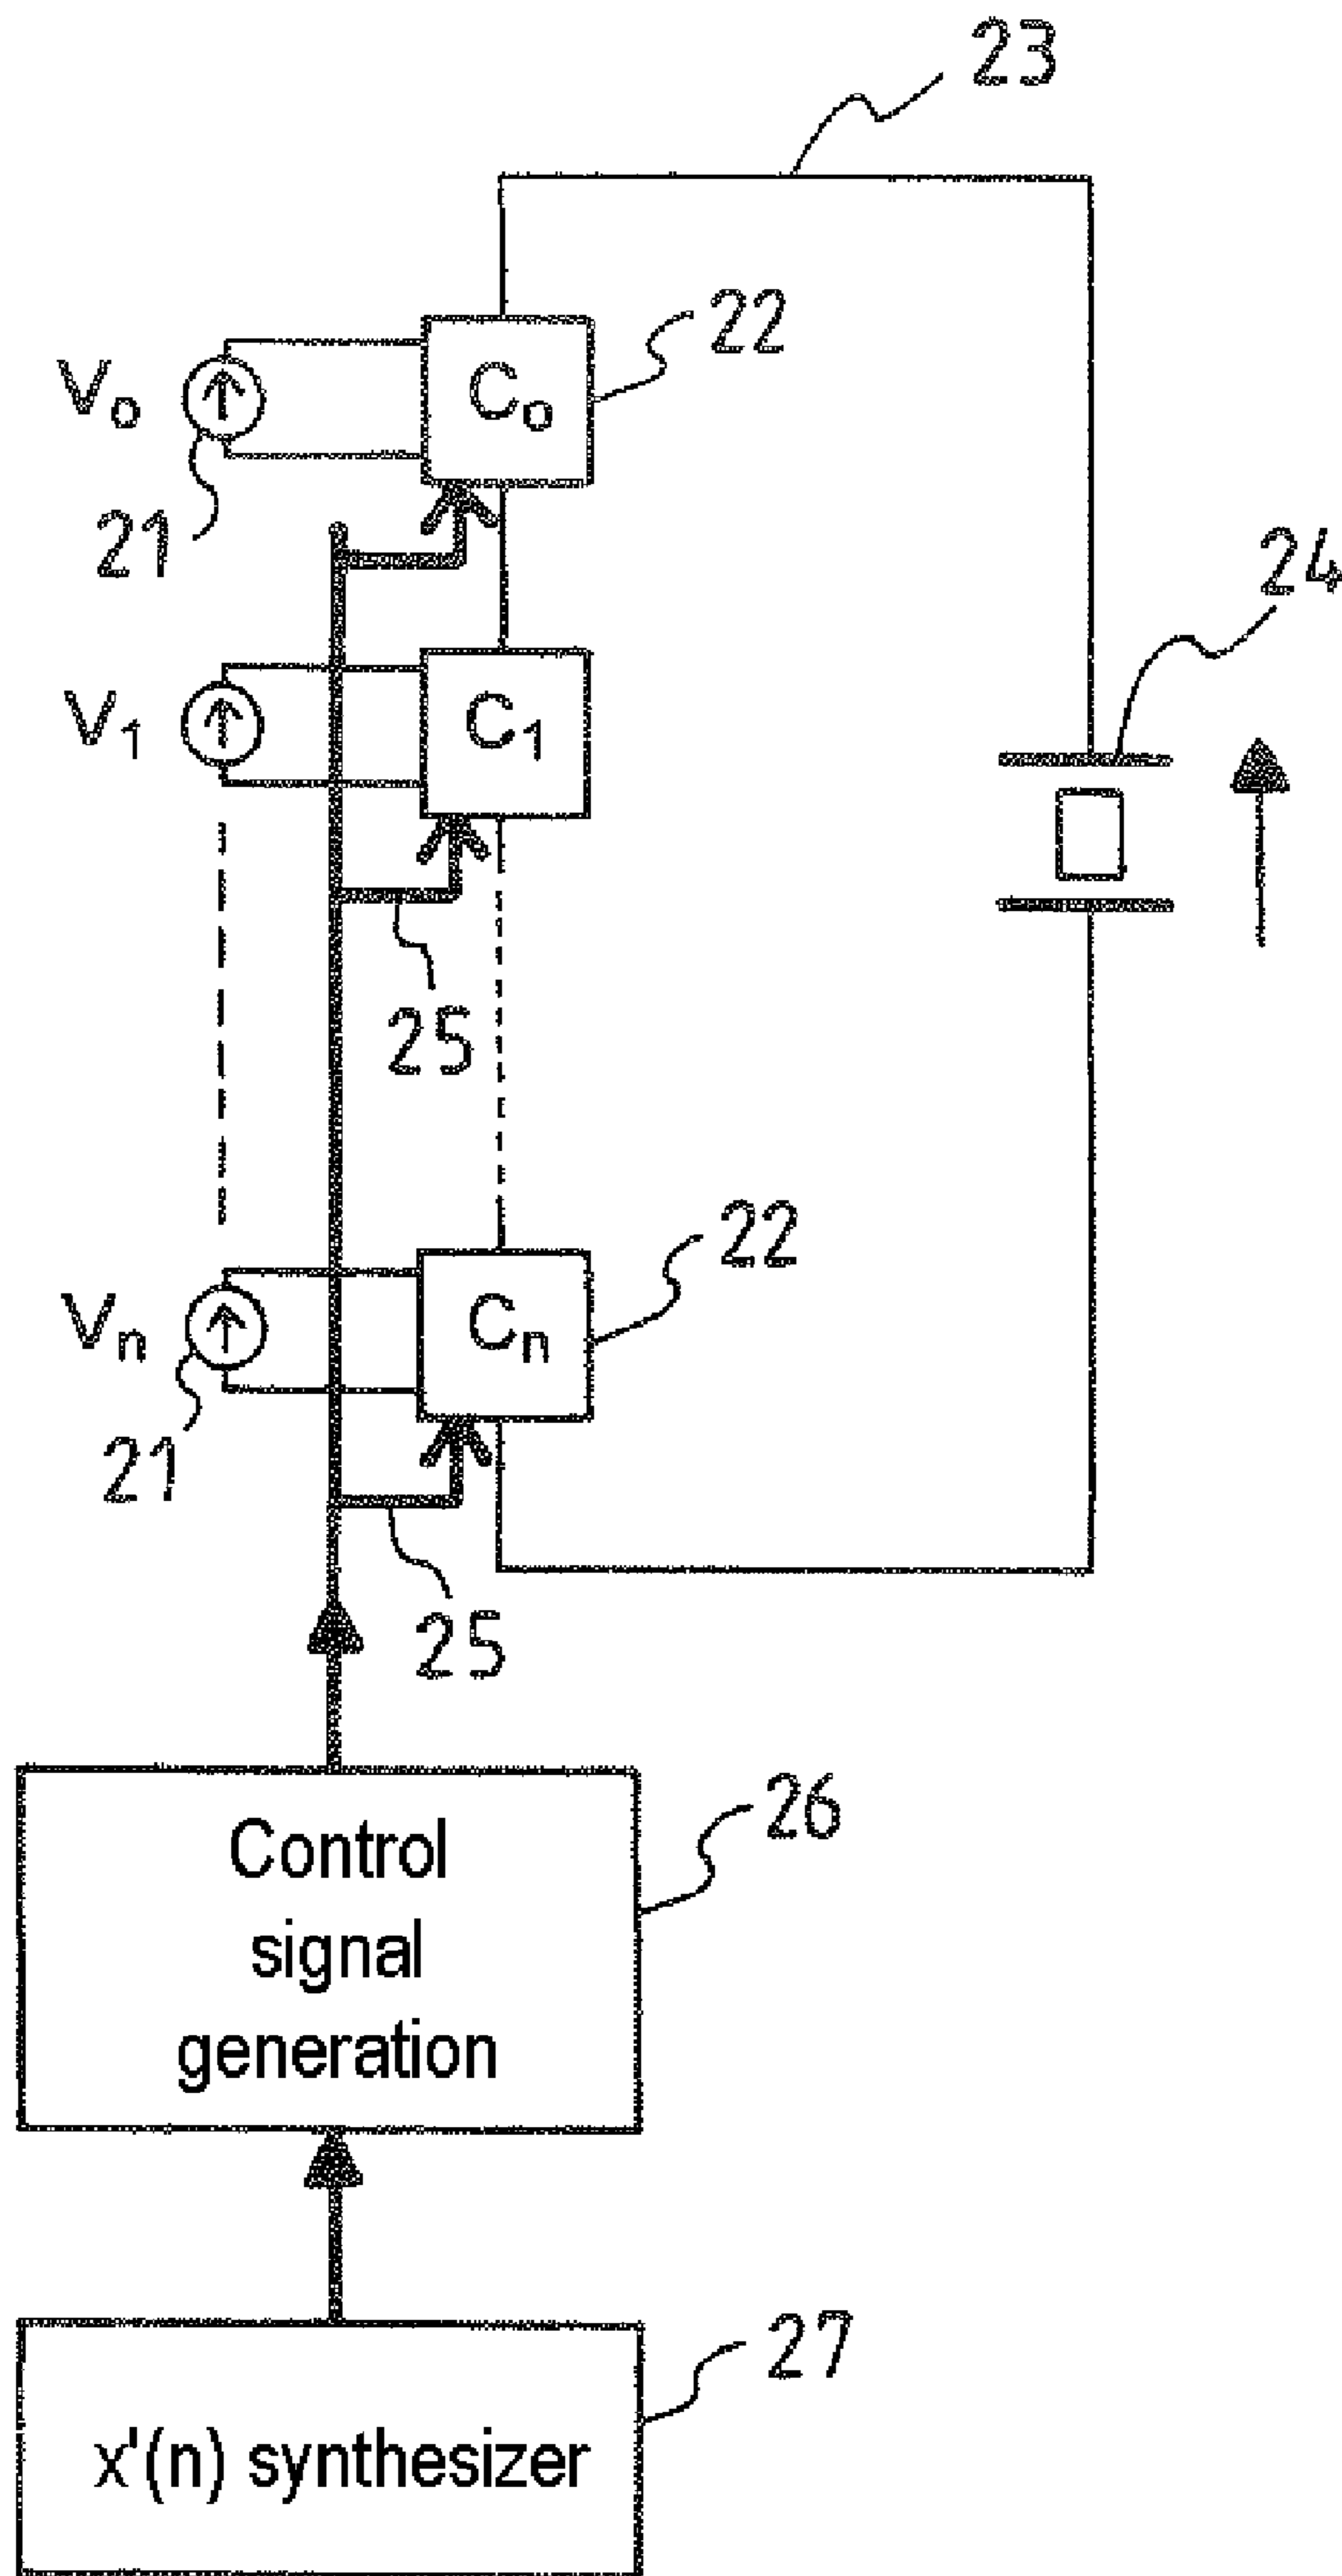 23
22
V₀
C₀
21
24
V₁
C₁
25
22
Vₙ
Cₙ
21
25
Control
signal
generation
26
27
x'(n) synthesizer